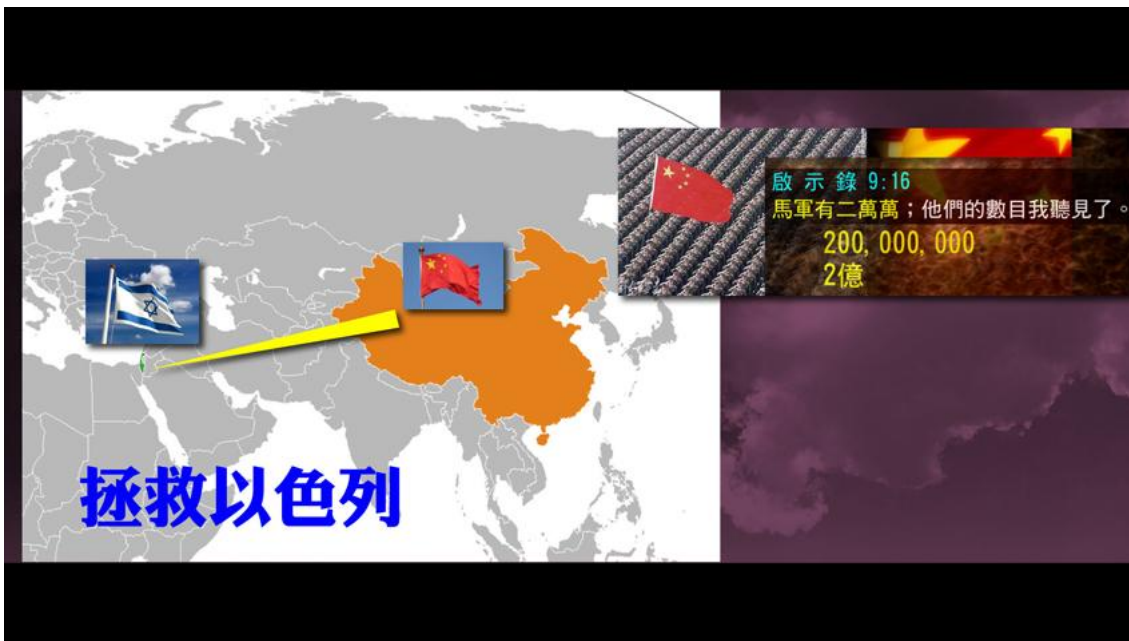 啟示錄 9:16
馬軍有二萬萬；他們的數目我聽見了。
200,000,000
2億
拯救以色列